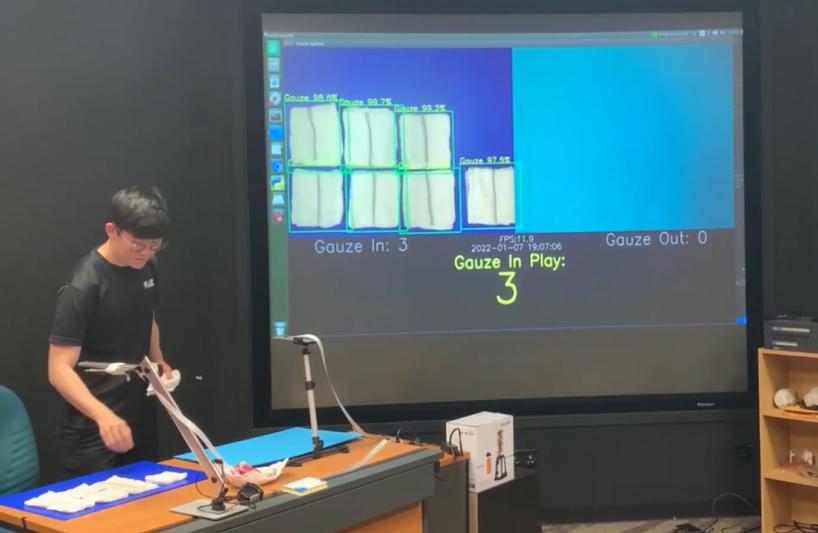 Gauze 98.6%
Gauze 99.7%
Gauze 99.2%
Gauze 97.5%
Gauze In: 3
FPS:11.9
2022-01-07 19:07:06
Gauze Out: 0
Gauze In Play:
3